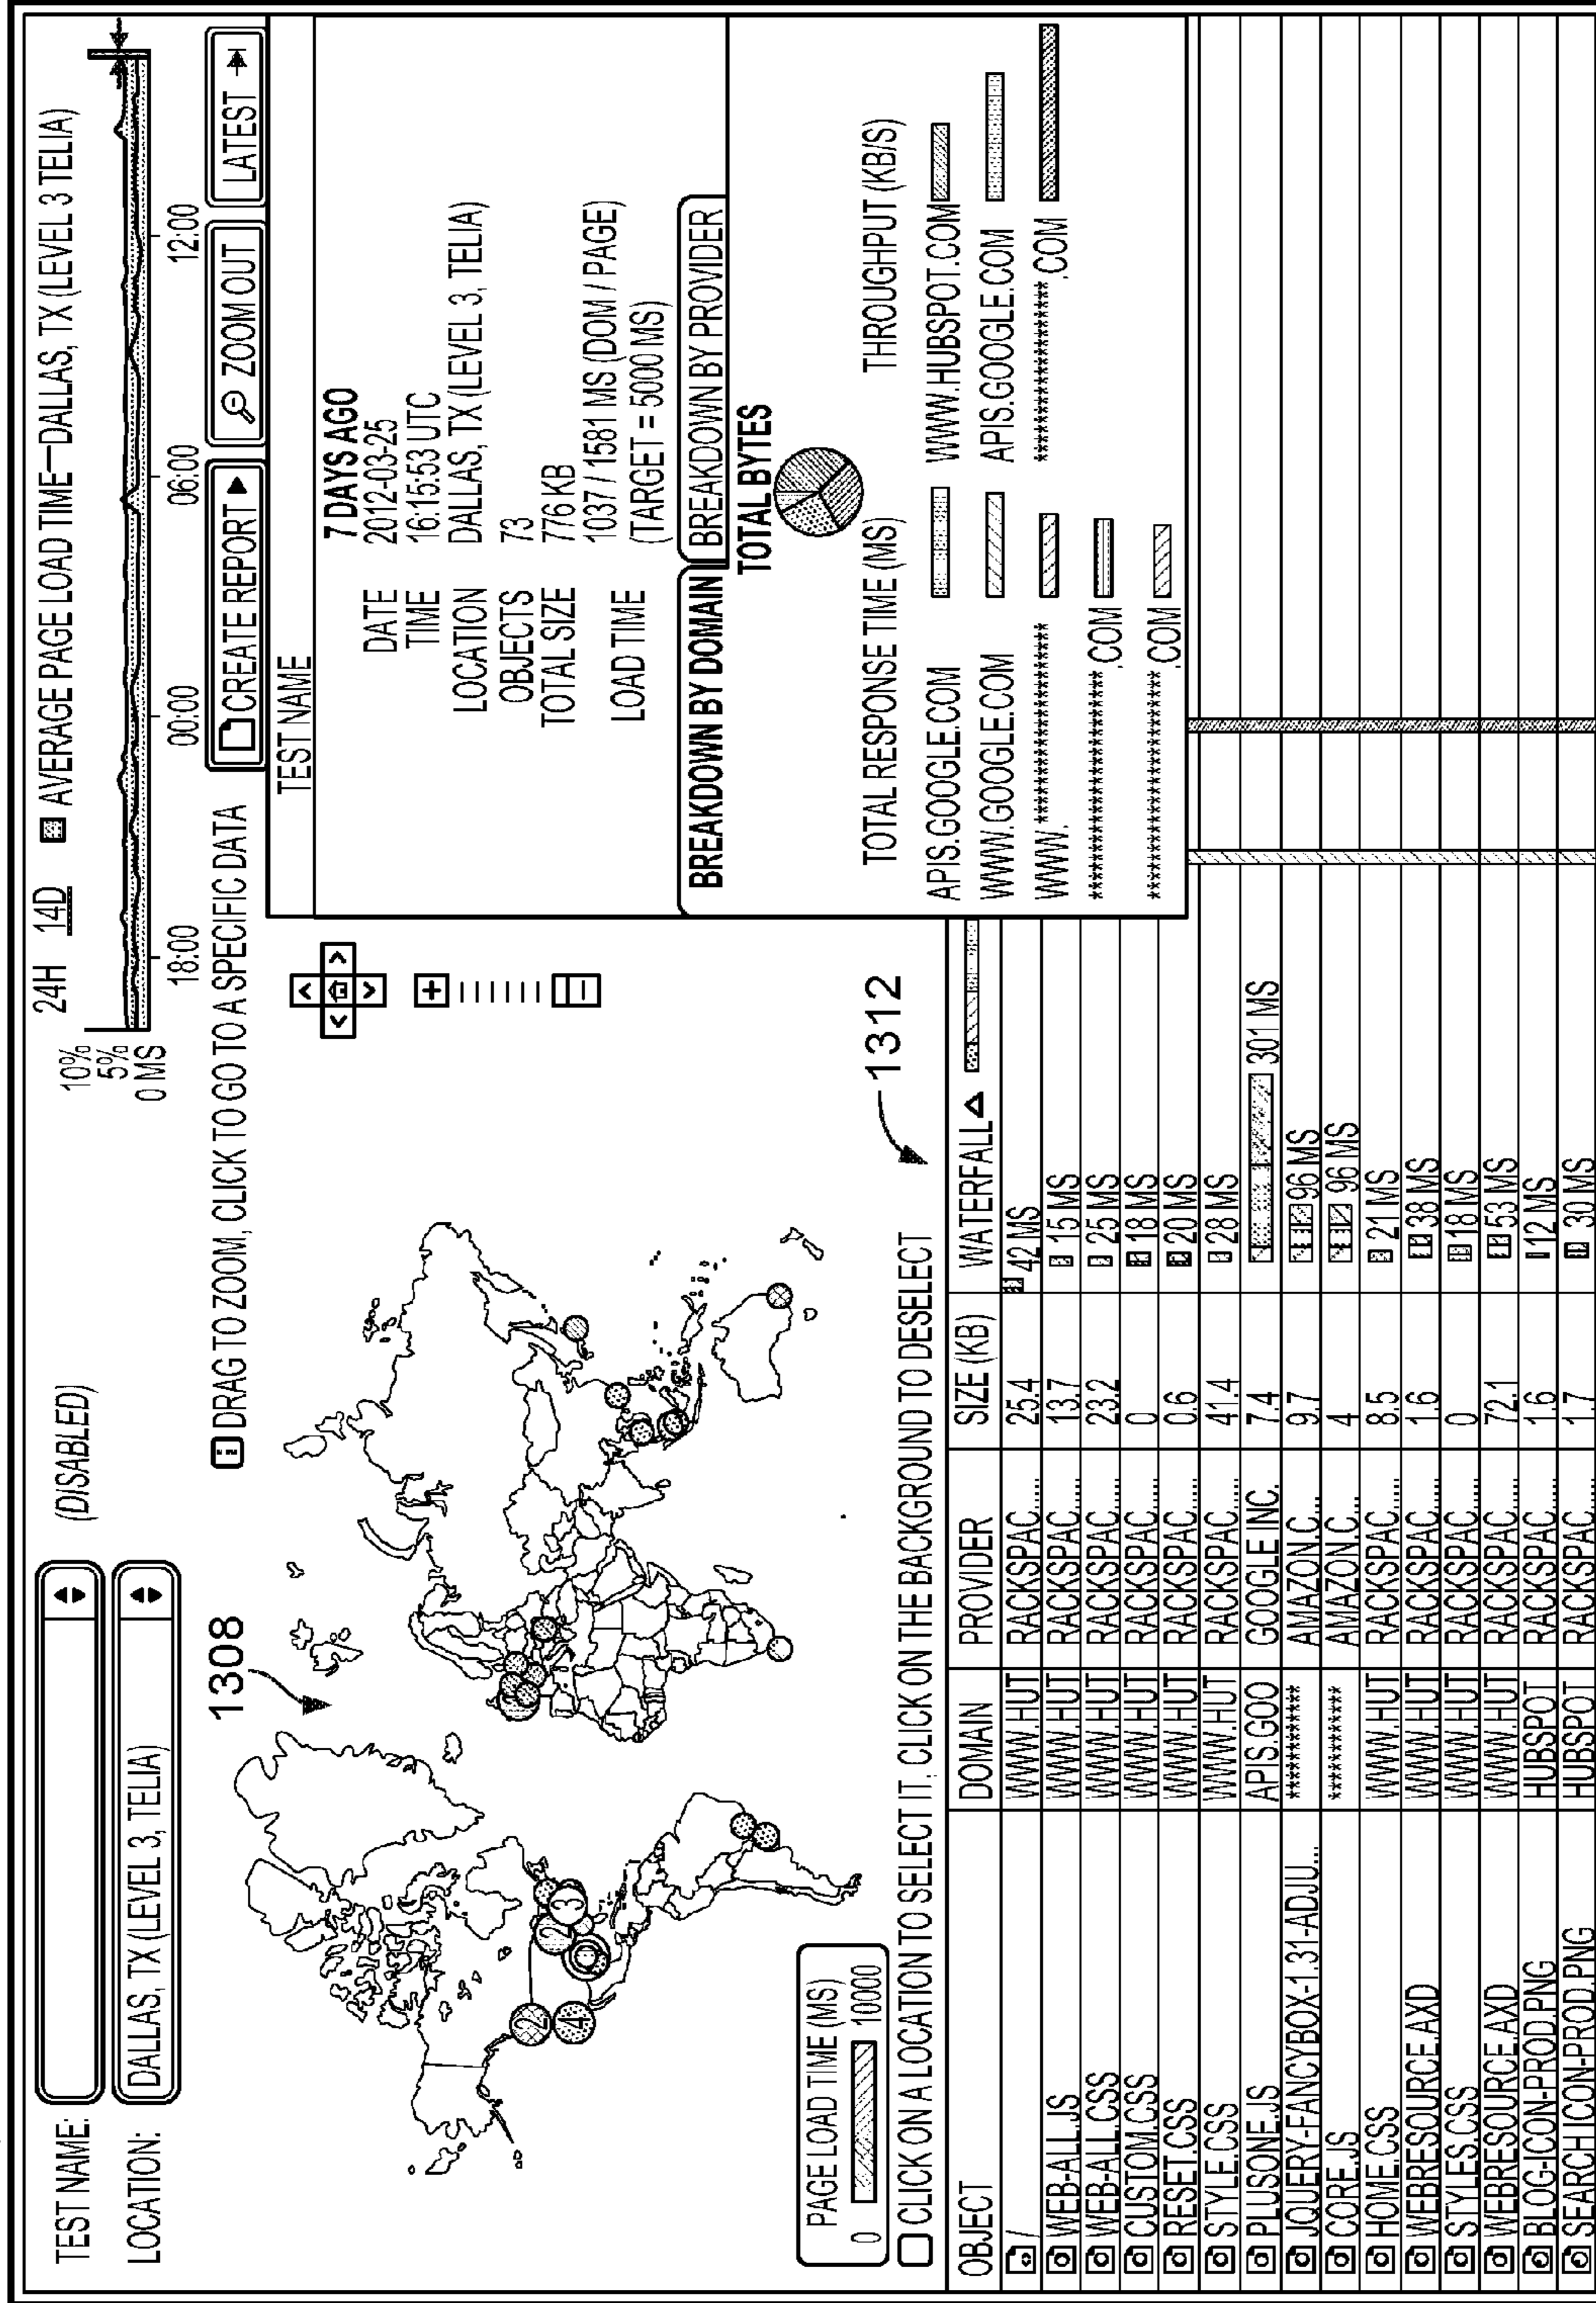 TEST NAME:
(DISABLED)
LOCATION: DALLAS, TX (LEVEL 3, TELIA)
24H 14D AVERAGE PAGE LOAD TIME—DALLAS, TX (LEVEL 3 TELIA)
10%
5%
0 MS
18:00 00:00 06:00 12:00
DRAG TO ZOOM, CLICK TO GO TO A SPECIFIC DATA
CREATE REPORT ZOOM OUT LATEST
1308
2
4
2
3
PAGE LOAD TIME (MS)
0 10000
CLICK ON A LOCATION TO SELECT IT, CLICK ON THE BACKGROUND TO DESELECT
1312
TEST NAME
7 DAYS AGO
DATE 2012-03-25
TIME 16:15:53 UTC
LOCATION DALLAS, TX (LEVEL 3, TELIA)
OBJECTS 73
TOTAL SIZE 776 KB
LOAD TIME 1037 / 1581 MS (DOM / PAGE)
(TARGET = 5000 MS)
BREAKDOWN BY DOMAIN BREAKDOWN BY PROVIDER
TOTAL BYTES
TOTAL RESPONSE TIME (MS) THROUGHPUT (KB/S)
APIS.GOOGLE.COM WWW.HUBSPOT.COM
WWW.GOOGLE.COM APIS.GOOGLE.COM
WWW. ******************** ********************.COM
********************.COM
********************.COM
OBJECT DOMAIN PROVIDER SIZE (KB) WATERFALL
/ WWW.HUT RACKSPAC... 25.4 42 MS
WEB-ALL.JS WWW.HUT RACKSPAC... 13.7 15 MS
WEB-ALL.CSS WWW.HUT RACKSPAC... 23.2 25 MS
CUSTOM.CSS WWW.HUT RACKSPAC... 0 18 MS
RESET.CSS WWW.HUT RACKSPAC... 0.6 20 MS
STYLE.CSS WWW.HUT RACKSPAC... 41.4 28 MS
PLUSONE.JS APIS.GOO GOOGLE INC. 7.4 301 MS
JQUERY-FANCYBOX-1.31-ADJU... *********** AMAZON.C... 9.7 96 MS
CORE.JS *********** AMAZON.C... 4 96 MS
HOME.CSS WWW.HUT RACKSPAC... 8.5 21 MS
WEBRESOURCE.AXD WWW.HUT RACKSPAC... 1.6 38 MS
STYLES.CSS WWW.HUT RACKSPAC... 0 18 MS
WEBRESOURCE.AXD WWW.HUT RACKSPAC... 72.1 53 MS
BLOG-ICON-PROD.PNG HUBSPOT RACKSPAC... 1.6 12 MS
SEARCH ICON-PROD.PNG HUBSPOT RACKSPAC... 1.7 30 MS